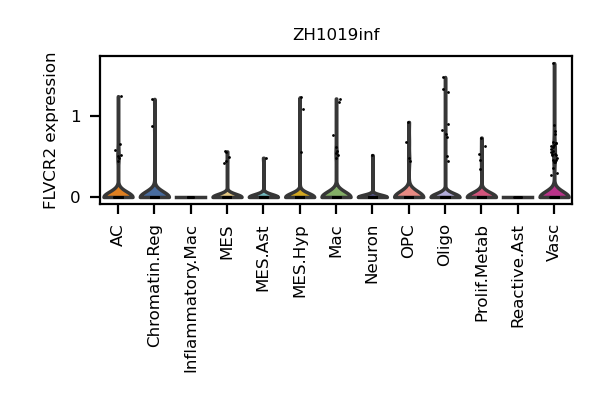 ZH1019inf
FLVCR2 expression
1
0
AC
Chromatin.Reg
Inflammatory.Mac
MES
MES.Ast
MES.Hyp
Mac
Neuron
OPC
Oligo
Prolif.Metab
Reactive.Ast
Vasc